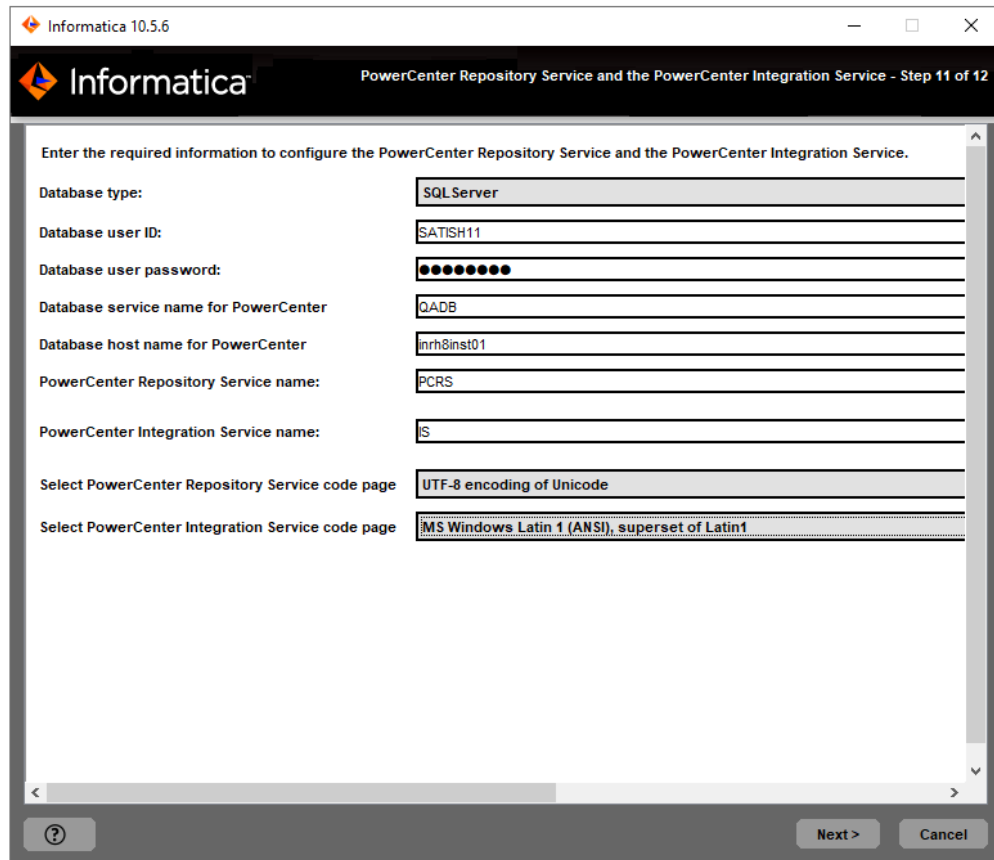 Informatica 10.5.6
Informatica
PowerCenter Repository Service and the PowerCenter Integration Service - Step 11 of 12
Enter the required information to configure the PowerCenter Repository Service and the PowerCenter Integration Service.
Database type: SQLServer
Database user ID: SATISH11
Database user password: ●●●●●●●●
Database service name for PowerCenter QADB
Database host name for PowerCenter inrh8inst01
PowerCenter Repository Service name: PCRS
PowerCenter Integration Service name: IS
Select PowerCenter Repository Service code page UTF-8 encoding of Unicode
Select PowerCenter Integration Service code page MS Windows Latin 1 (ANSI), superset of Latin1
? Next > Cancel